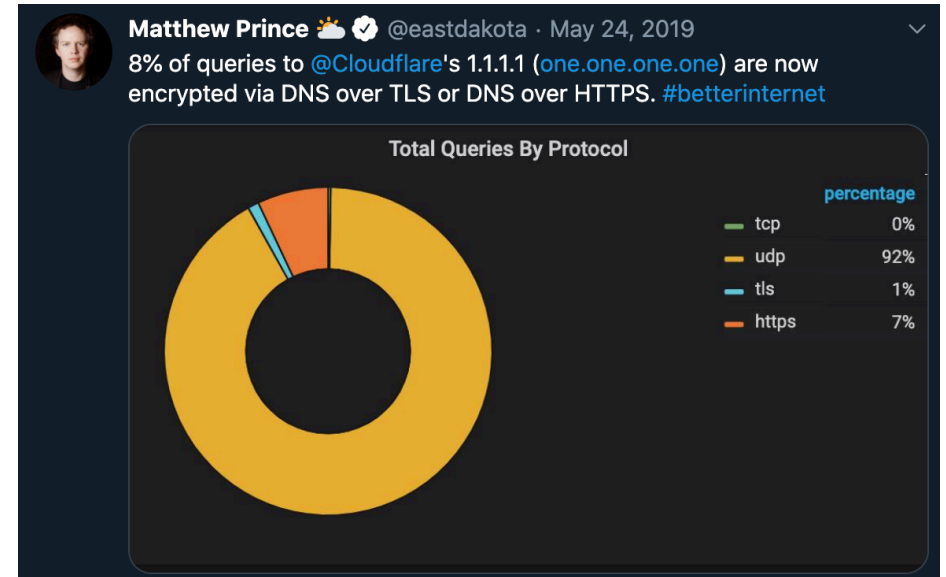 Matthew Prince 🌤️ @eastdakota · May 24, 2019
8% of queries to @Cloudflare's 1.1.1.1 (one.one.one.one) are now
encrypted via DNS over TLS or DNS over HTTPS. #betterinternet
Total Queries By Protocol
percentage
tcp 0%
udp 92%
tls 1%
https 7%